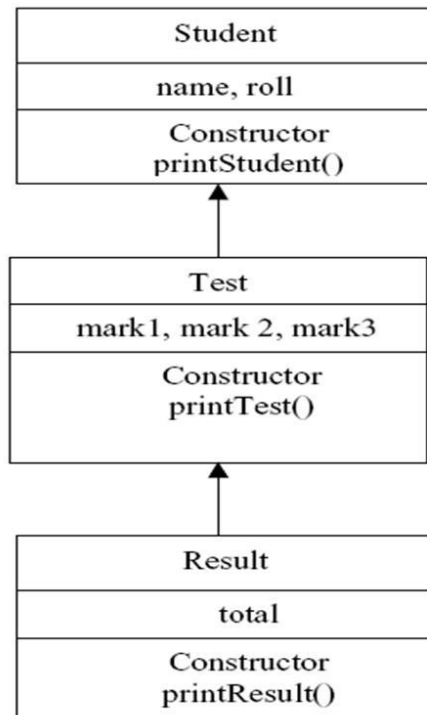 Student
name, roll
Constructor
printStudent()
Test
mark1, mark 2, mark3
Constructor
printTest()
Result
total
Constructor
printResult()